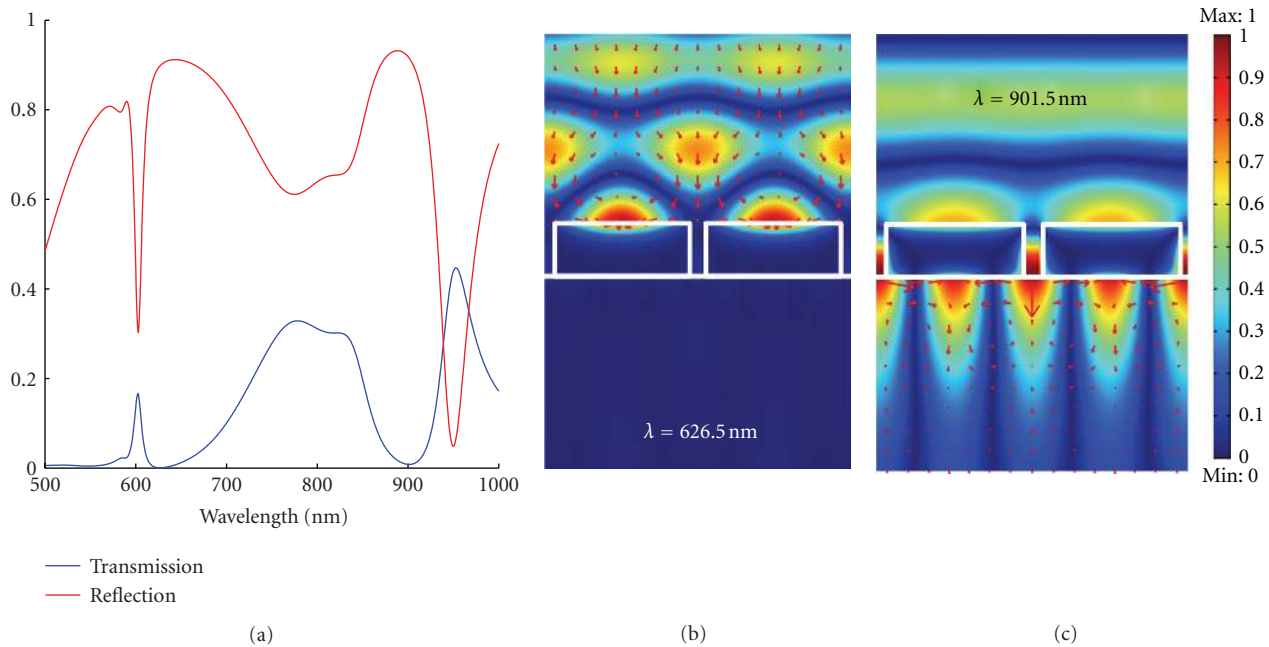 1
0.8
0.6
0.4
0.2
0
500
600
700
800
900
1000
Wavelength (nm)
Transmission
Reflection
(a)
λ = 626.5 nm
(b)
λ = 901.5 nm
(c)
Max: 1
1
0.9
0.8
0.7
0.6
0.5
0.4
0.3
0.2
0.1
0
Min: 0